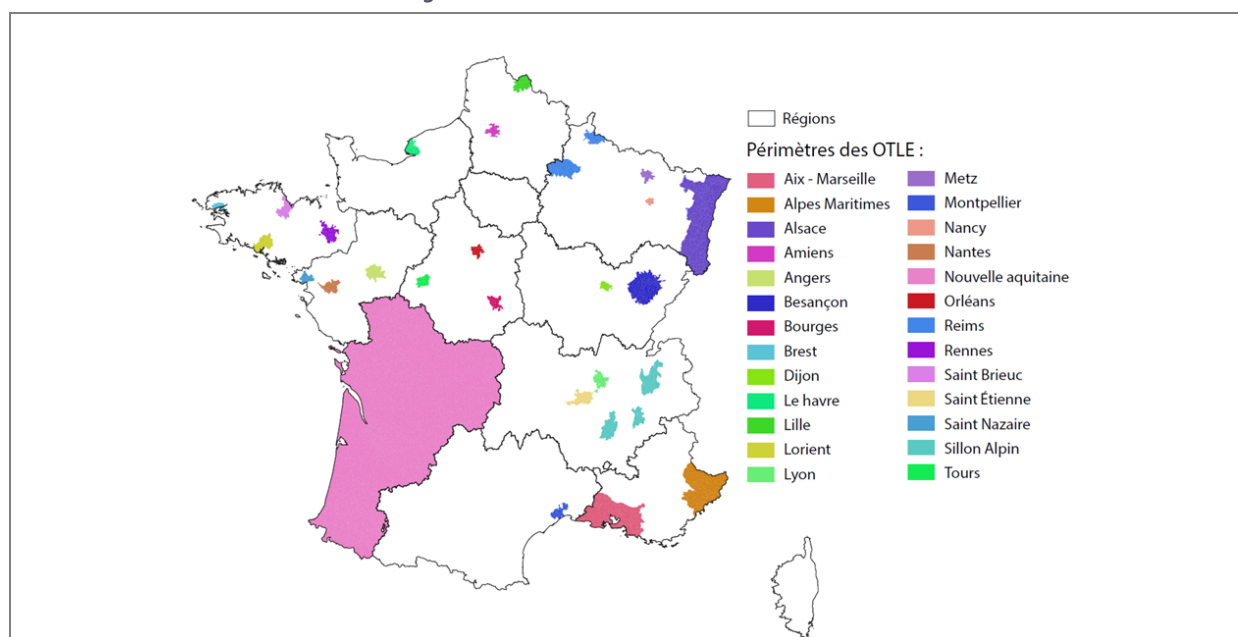 Régions
Périmètres des OTLE :
Aix - Marseille
Alpes Maritimes
Alsace
Amiens
Angers
Besançon
Bourges
Brest
Dijon
Le havre
Lille
Lorient
Lyon
Metz
Montpellier
Nancy
Nantes
Nouvelle aquitaine
Orléans
Reims
Rennes
Saint Brieuc
Saint Étienne
Saint Nazaire
Sillon Alpin
Tours